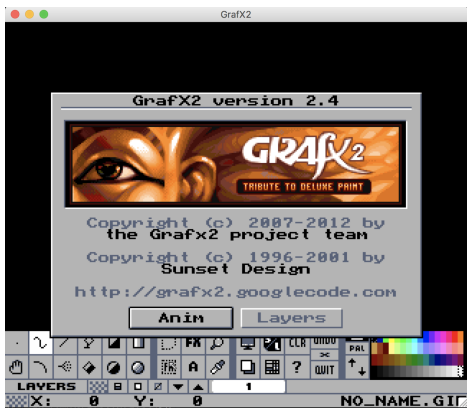 GrafX2
GrafX2 version 2.4
GRAFX2
TRIBUTE TO DELUXE PAINT
Copyright (c) 2007-2012 by
the Grafx2 project team
Copyright (c) 1996-2001 by
Sunset Design
http://grafx2.googlecode.com
Anim Layers
FX CLR UNDO PAL
A ? QUIT
LAYERS 1
X: 0 Y: 0 NO_NAME.GIF